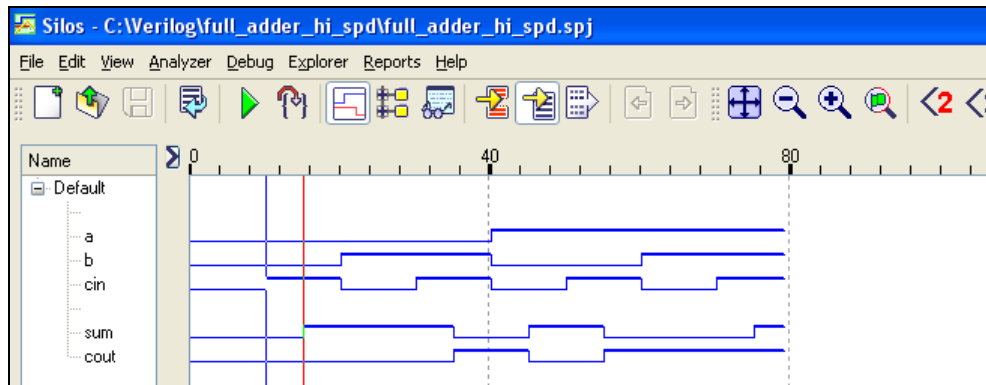 Silos - C:\Verilog\full_adder_hi_spd\full_adder_hi_spd.spj
File Edit View Analyzer Debug Explorer Reports Help
<2
Name 0 40 80
Default
a
b
cin
sum
cout